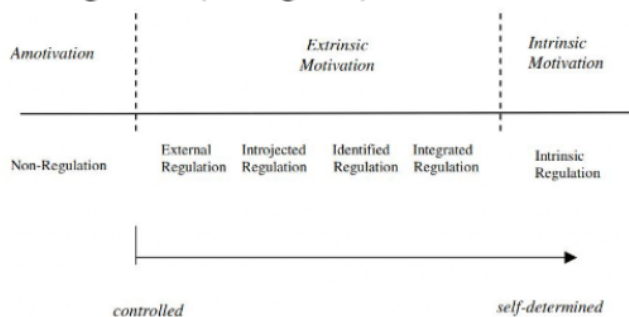 Amotivation
Extrinsic
Motivation
Intrinsic
Motivation
Non-Regulation
External
Regulation
Introjected
Regulation
Identified
Regulation
Integrated
Regulation
Intrinsic
Regulation
controlled
self-determined